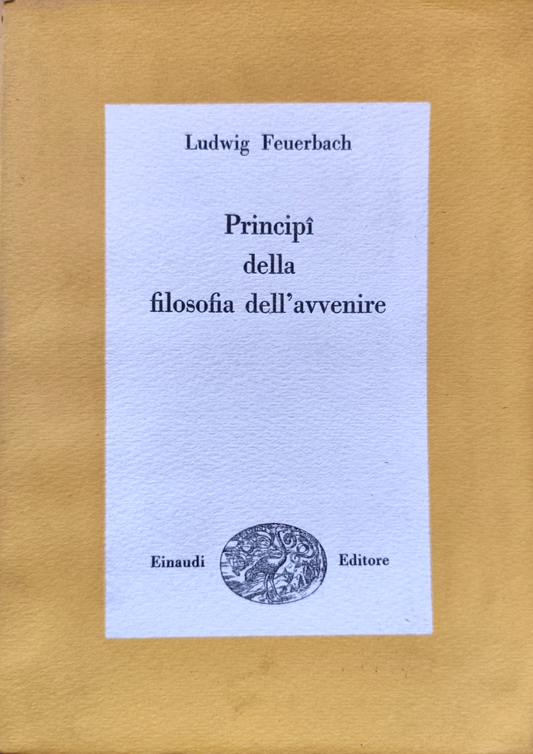 Ludwig Feuerbach
Principî
della
filosofia dell'avvenire
Einaudi Editore